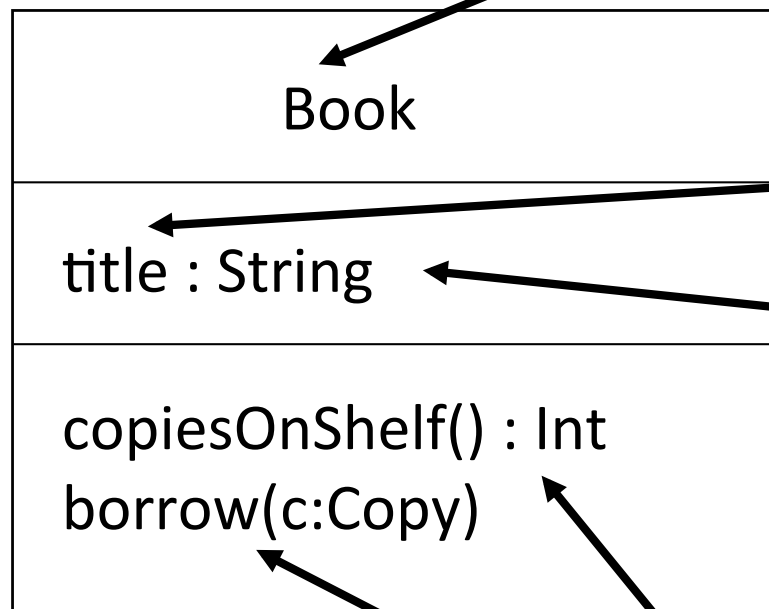 Book
title : String
copiesOnShelf() : Int
borrow(c:Copy)